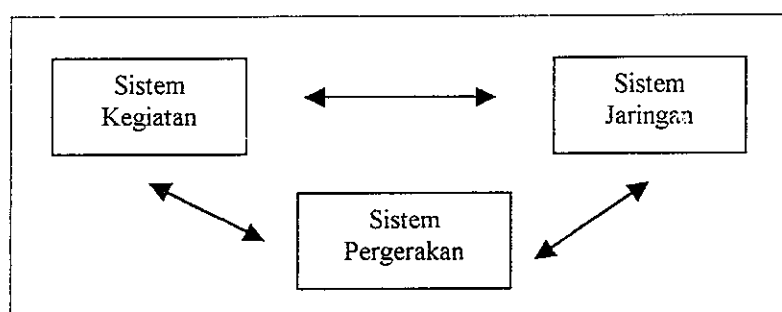 Sistem
Kegiatan
Sistem
Jaringan
Sistem
Pergerakan